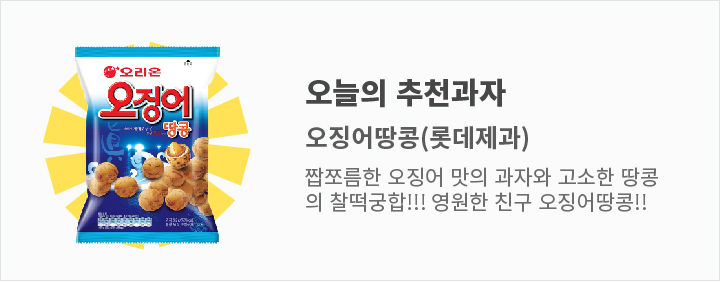 오리온
오징어
땅콩
오늘의 추천과자
오징어땅콩(롯데제과)
짭쪼름한 오징어 맛의 과자와 고소한 땅콩
의 찰떡궁합!!! 영원한 친구 오징어땅콩!!